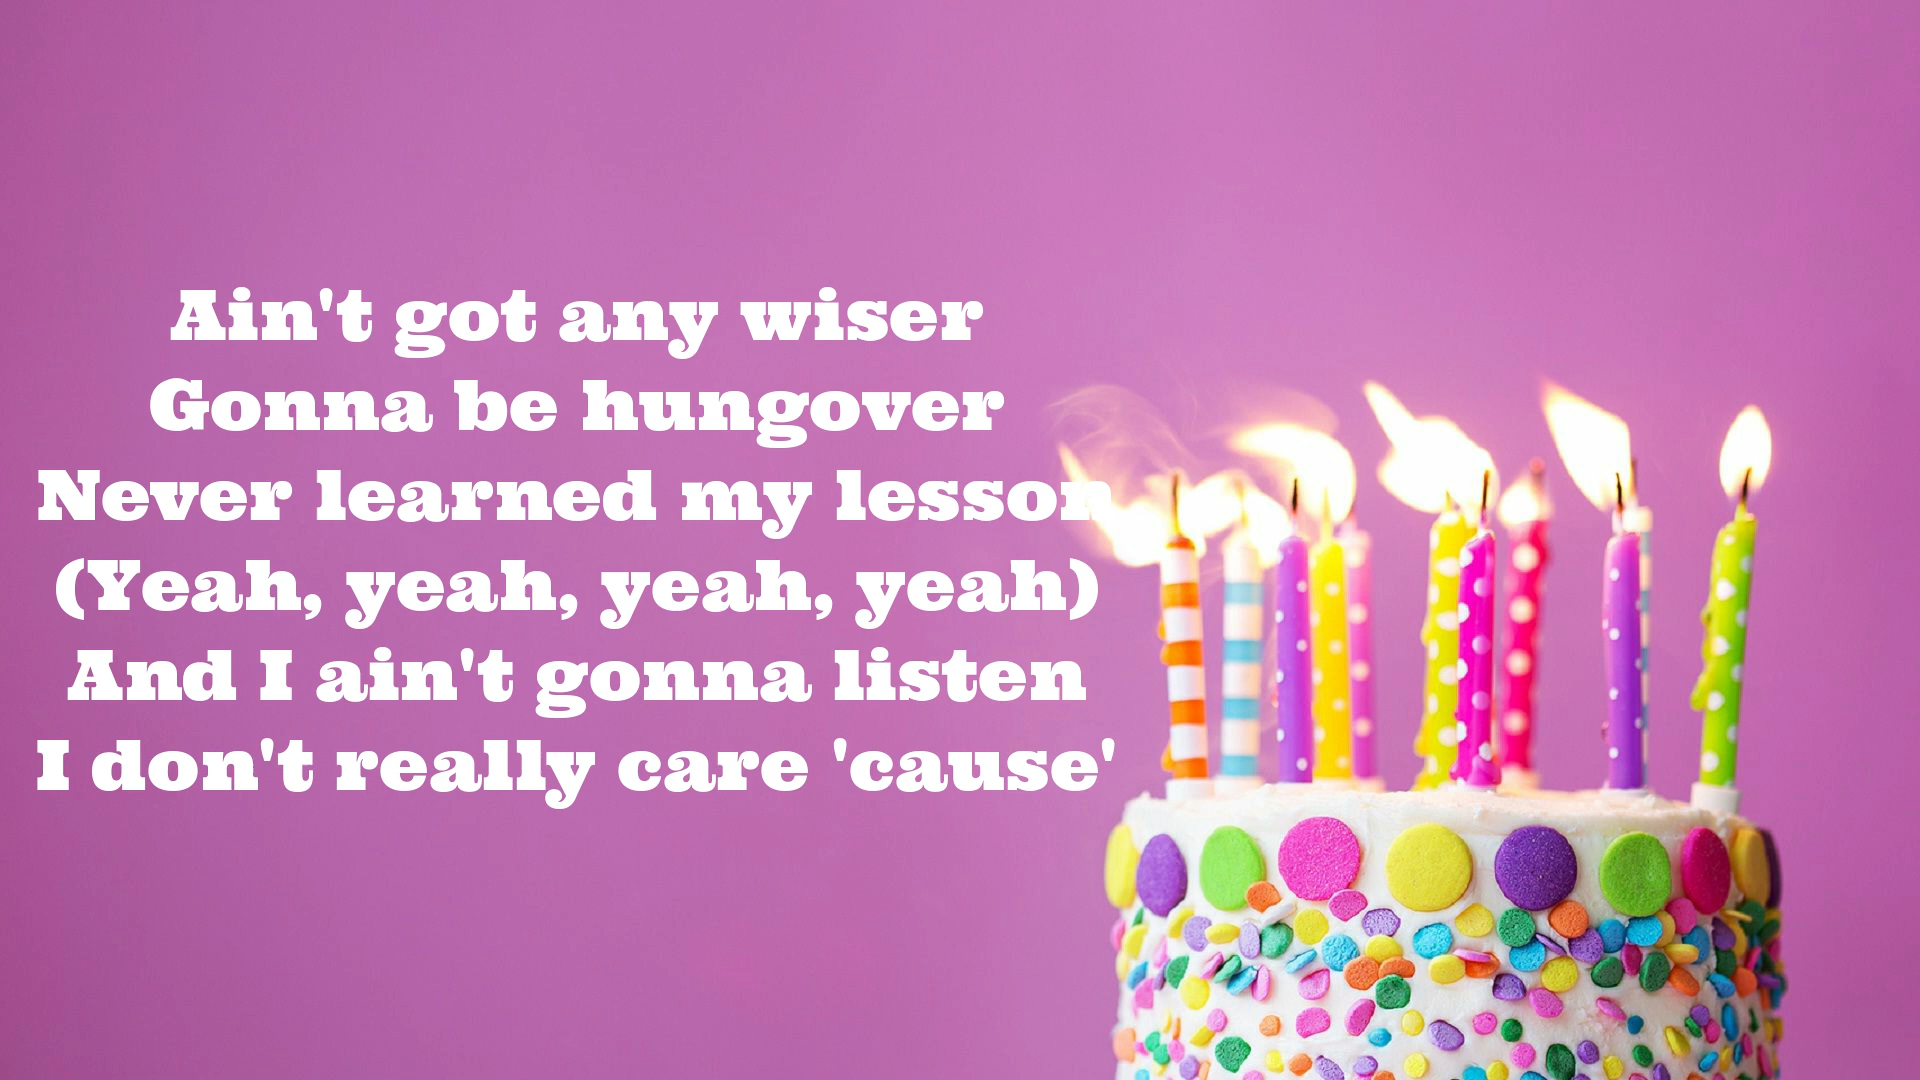 Ain't got any wiser
Gonna be hungover
Never learned my lesson
(Yeah, yeah, yeah, yeah)
And I ain't gonna listen
I don't really care 'cause'